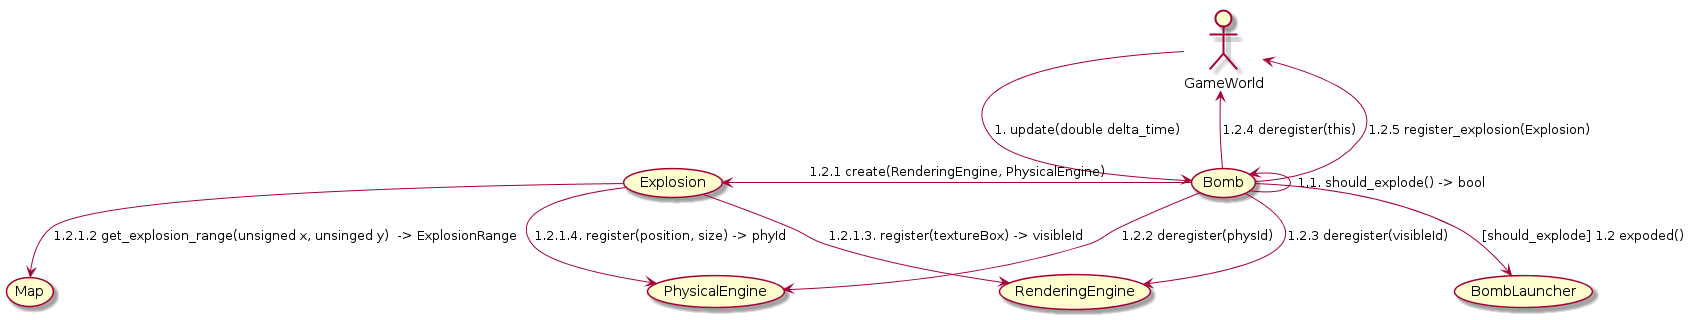 GameWorld
1. update(double delta_time)
1.2.4 deregister(this)
1.2.5 register_explosion(Explosion)
1.2.1 create(RenderingEngine, PhysicalEngine)
Explosion
Bomb
1.1. should_explode() -> bool
1.2.1.2 get_explosion_range(unsigned x, unsinged y)  -> ExplosionRange
1.2.1.4. register(position, size) -> phyId
1.2.1.3. register(textureBox) -> visibleId
1.2.2 deregister(physId)
1.2.3 deregister(visibleId)
[should_explode] 1.2 expoded()
Map
PhysicalEngine
RenderingEngine
BombLauncher